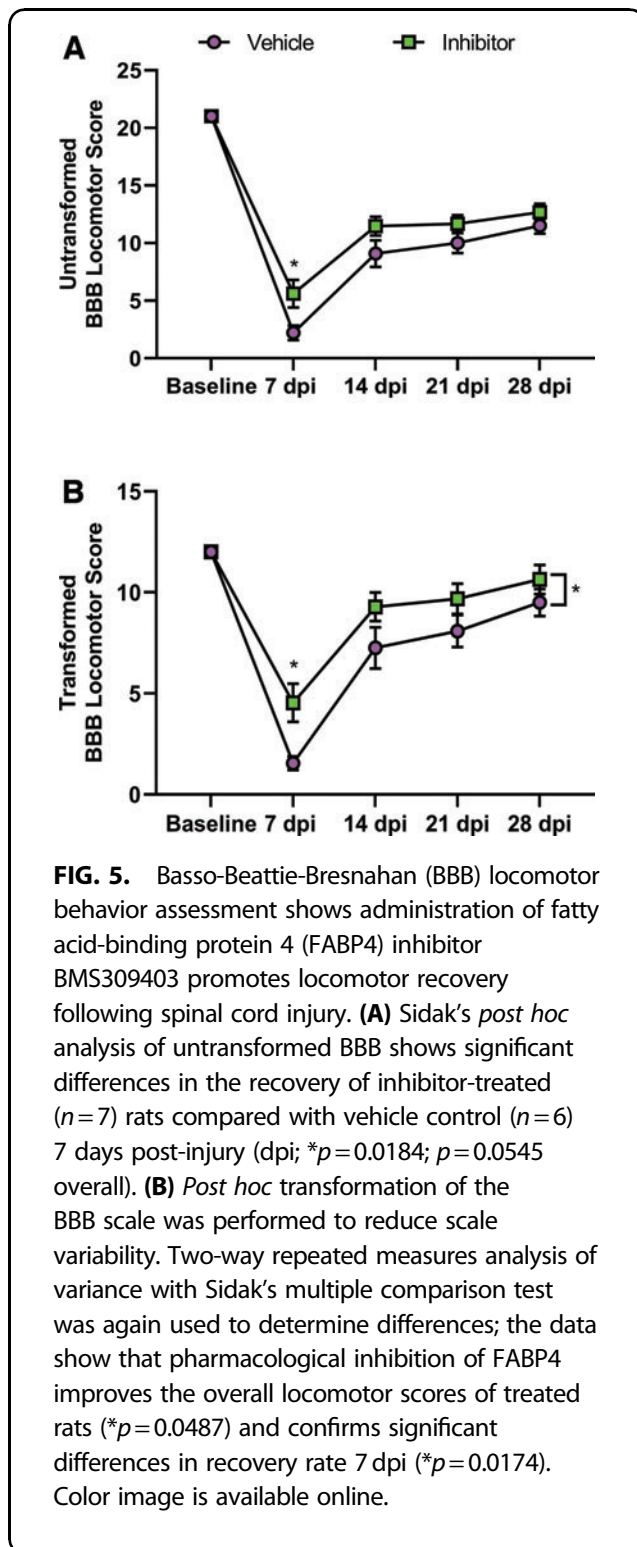 A
Vehicle
Inhibitor
25
20
15
10
5
0
Untransformed
BBB Locomotor Score
*
Baseline 7 dpi 14 dpi 21 dpi 28 dpi
B
15
10
5
0
Transformed
BBB Locomotor Score
*
*
Baseline 7 dpi 14 dpi 21 dpi 28 dpi
FIG. 5. Basso-Beattie-Bresnahan (BBB) locomotor
behavior assessment shows administration of fatty
acid-binding protein 4 (FABP4) inhibitor
BMS309403 promotes locomotor recovery
following spinal cord injury. (A) Sidak's post hoc
analysis of untransformed BBB shows significant
differences in the recovery of inhibitor-treated
(n = 7) rats compared with vehicle control (n = 6)
7 days post-injury (dpi; *p = 0.0184; p = 0.0545
overall). (B) Post hoc transformation of the
BBB scale was performed to reduce scale
variability. Two-way repeated measures analysis of
variance with Sidak's multiple comparison test
was again used to determine differences; the data
show that pharmacological inhibition of FABP4
improves the overall locomotor scores of treated
rats (*p = 0.0487) and confirms significant
differences in recovery rate 7 dpi (*p = 0.0174).
Color image is available online.